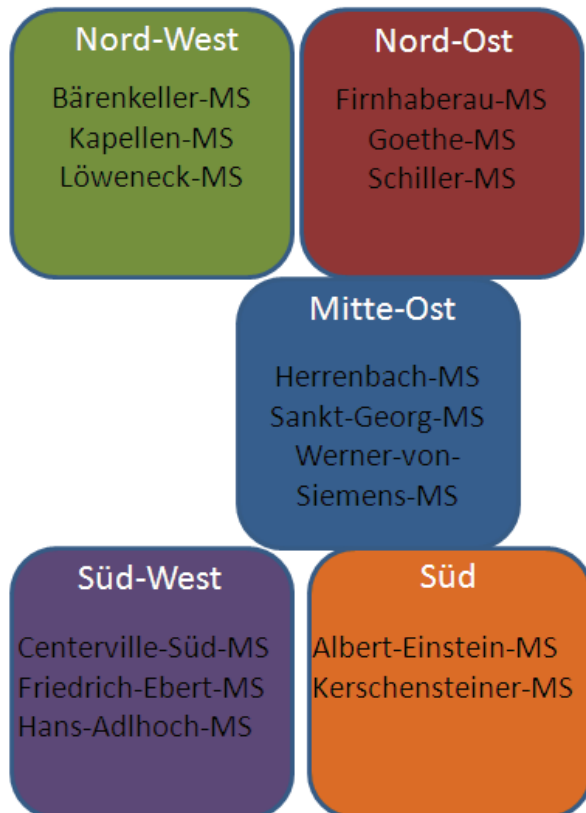 Nord-West
Bärenkeller-MS
Kapellen-MS
Löweneck-MS
Nord-Ost
Firnhaberau-MS
Goethe-MS
Schiller-MS
Mitte-Ost
Herrenbach-MS
Sankt-Georg-MS
Werner-von-
Siemens-MS
Süd-West
Centerville-Süd-MS
Friedrich-Ebert-MS
Hans-Adlhoch-MS
Süd
Albert-Einstein-MS
Kerschensteiner-MS